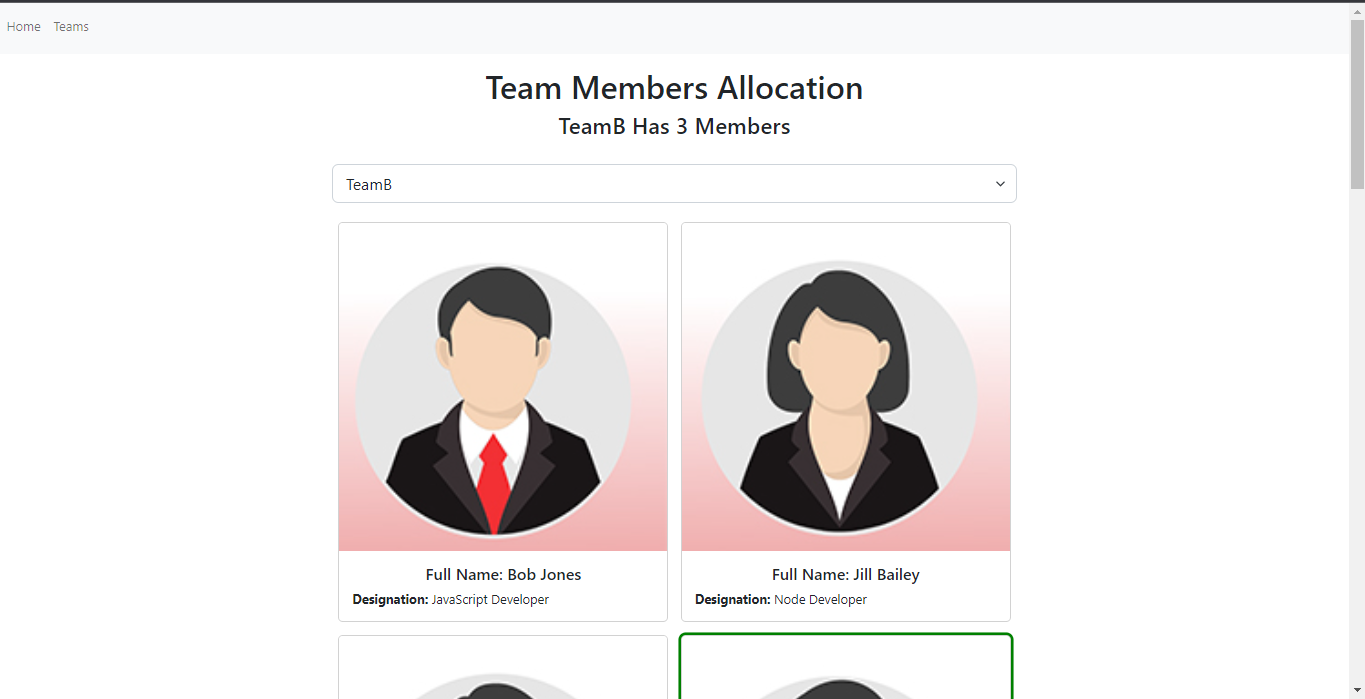 Home Teams
Team Members Allocation
TeamB Has 3 Members
TeamB
Full Name: Bob Jones
Designation: JavaScript Developer
Full Name: Jill Bailey
Designation: Node Developer